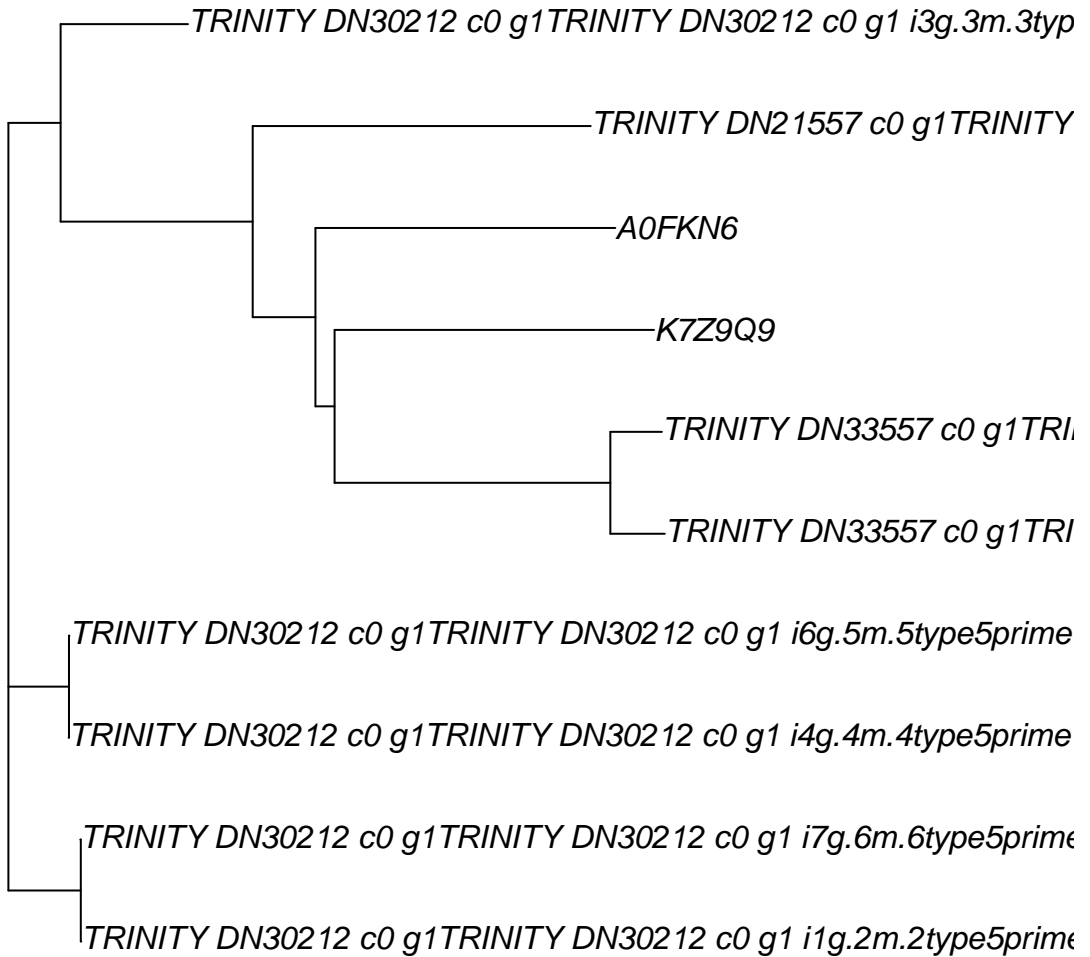 TRINITY DN30212 c0 g1TRINITY DN30212 c0 g1 i3g.3m.3typ
TRINITY DN21557 c0 g1TRINITY
A0FKN6
K7Z9Q9
TRINITY DN33557 c0 g1TRI
TRINITY DN33557 c0 g1TRI
TRINITY DN30212 c0 g1TRINITY DN30212 c0 g1 i6g.5m.5type5prime
TRINITY DN30212 c0 g1TRINITY DN30212 c0 g1 i4g.4m.4type5prime
TRINITY DN30212 c0 g1TRINITY DN30212 c0 g1 i7g.6m.6type5prime
TRINITY DN30212 c0 g1TRINITY DN30212 c0 g1 i1g.2m.2type5prime